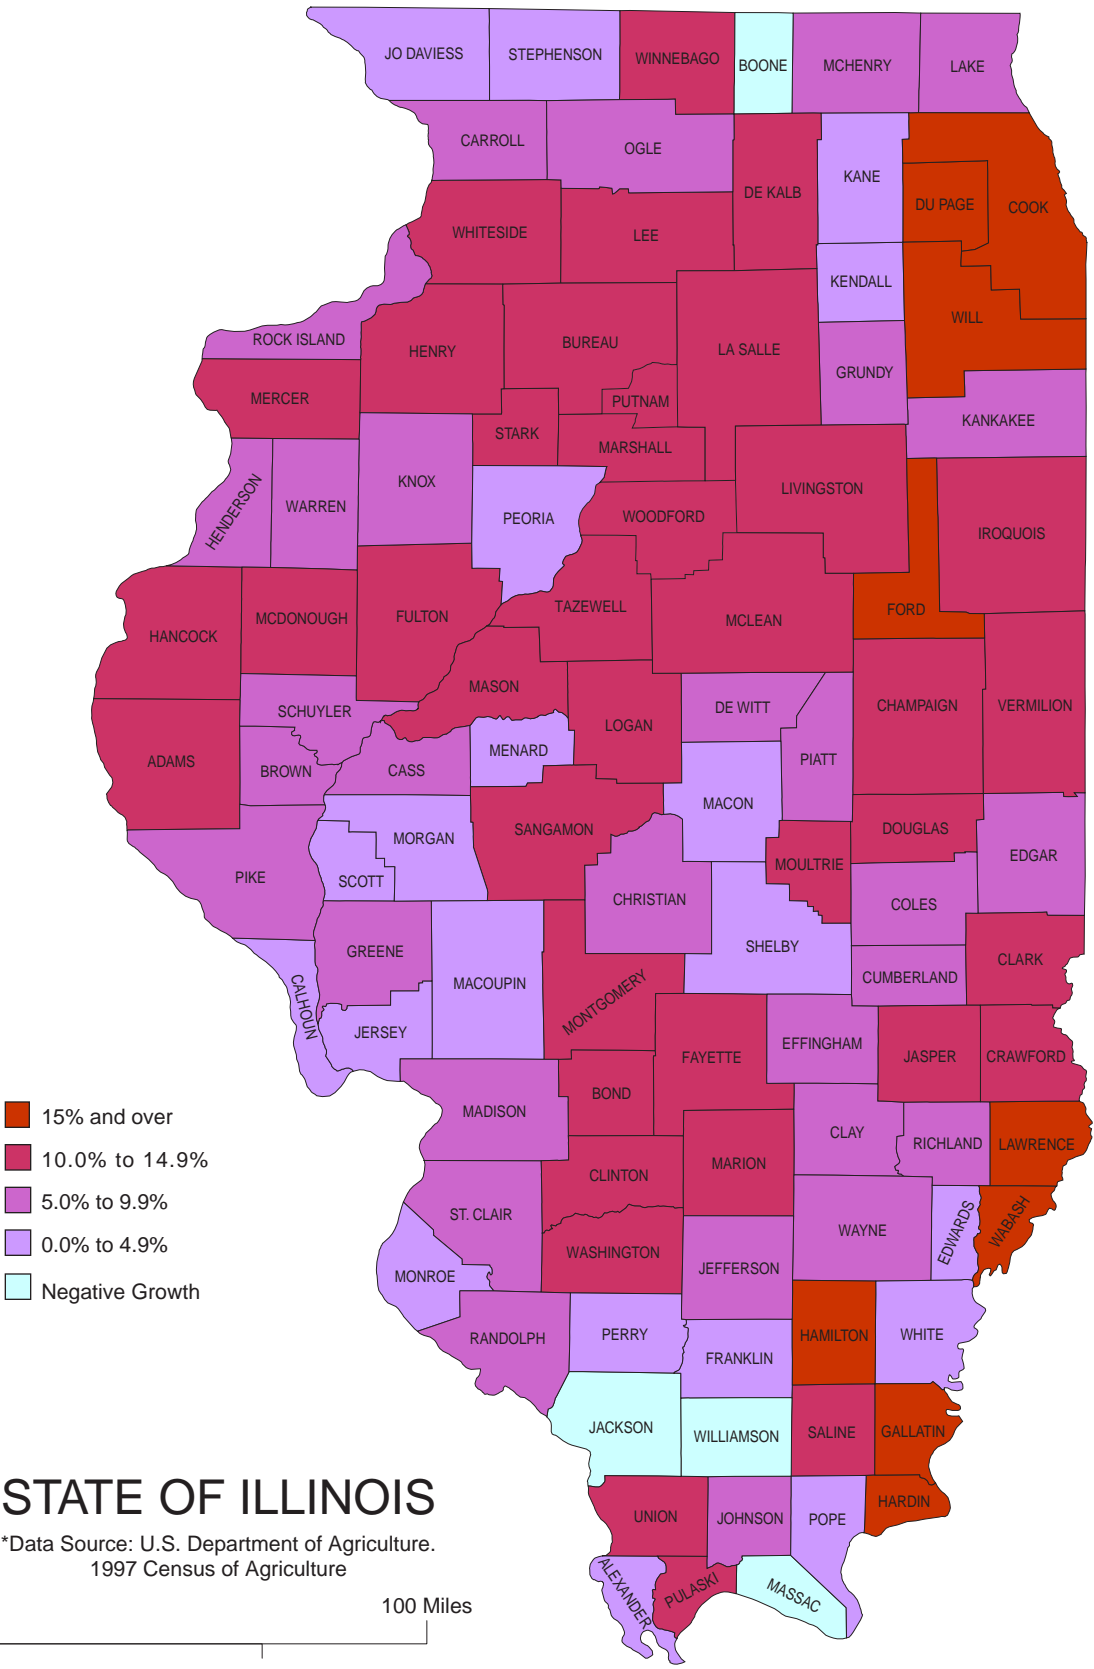 JO DAVIESS
STEPHENSON
WINNEBAGO
BOONE
MCHENRY
LAKE
CARROLL
OGLE
DE KALB
KANE
DU PAGE
COOK
WHITESIDE
LEE
KENDALL
WILL
ROCK ISLAND
HENRY
BUREAU
LA SALLE
GRUNDY
MERCER
PUTNAM
KANKAKEE
STARK
MARSHALL
HENDERSON
WARREN
KNOX
PEORIA
WOODFORD
LIVINGSTON
IROQUOIS
HANCOCK
MCDONOUGH
FULTON
TAZEWELL
MCLEAN
FORD
MASON
SCHUYLER
LOGAN
DE WITT
CHAMPAIGN
VERMILION
ADAMS
BROWN
CASS
MENARD
PIATT
MACON
MORGAN
SANGAMON
DOUGLAS
EDGAR
PIKE
SCOTT
CHRISTIAN
MOULTRIE
COLES
GREENE
SHELBY
CALHOUN
MACOUPIN
MONTGOMERY
CUMBERLAND
CLARK
JERSEY
FAYETTE
EFFINGHAM
JASPER
CRAWFORD
MADISON
BOND
CLAY
RICHLAND
LAWRENCE
CLINTON
MARION
ST. CLAIR
WAYNE
EDWARDS
WABASH
WASHINGTON
JEFFERSON
MONROE
RANDOLPH
PERRY
FRANKLIN
HAMILTON
WHITE
JACKSON
WILLIAMSON
SALINE
GALLATIN
UNION
JOHNSON
POPE
HARDIN
ALEXANDER
PULASKI
MASSAC
15% and over
10.0% to 14.9%
5.0% to 9.9%
0.0% to 4.9%
Negative Growth
STATE OF ILLINOIS
*Data Source: U.S. Department of Agriculture.
1997 Census of Agriculture
100 Miles